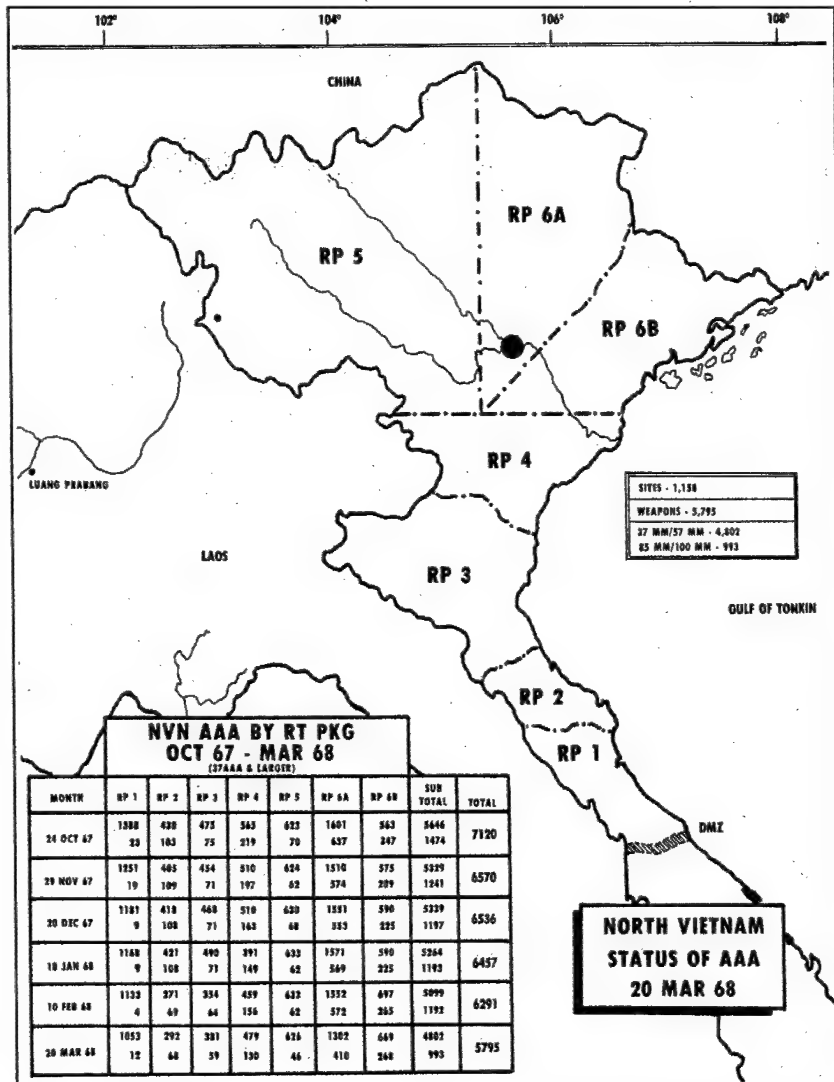 102° 104° 106° 108°
CHINA
RP 6A
RP 5
RP 6B
RP 4
LUANG PRABANG
SITES - 1,158
WEAPONS - 5,795
37 MM/57 MM - 4,802
85 MM/100 MM - 993
LAOS
RP 3
GULF OF TONKIN
RP 2
RP 1
DMZ
NVN AAA BY RT PKG
OCT 67 - MAR 68
(37AAA & LARGER)
MONTH RP 1 RP 2 RP 3 RP 4 RP 5 RP 6A RP 6B SUB TOTAL TOTAL
24 OCT 67 1388 475 563 623 1601 563 5646 7120
23 103 75 219 70 637 347 1474
29 NOV 67 1251 405 454 510 624 1510 575 5329 6570
19 109 71 197 62 574 209 1241
20 DEC 67 1181 468 510 630 1551 590 5339 6536
9 108 71 163 68 553 225 1197
18 JAN 68 1168 421 490 391 633 1571 590 5264 6457
9 108 71 149 62 569 225 1193
10 FEB 68 1133 271 354 459 633 1552 697 5099 6291
4 69 64 156 62 572 265 1192
20 MAR 68 1053 292 381 479 626 1302 669 4802 5795
12 68 59 130 46 410 268 993
NORTH VIETNAM
STATUS OF AAA
20 MAR 68